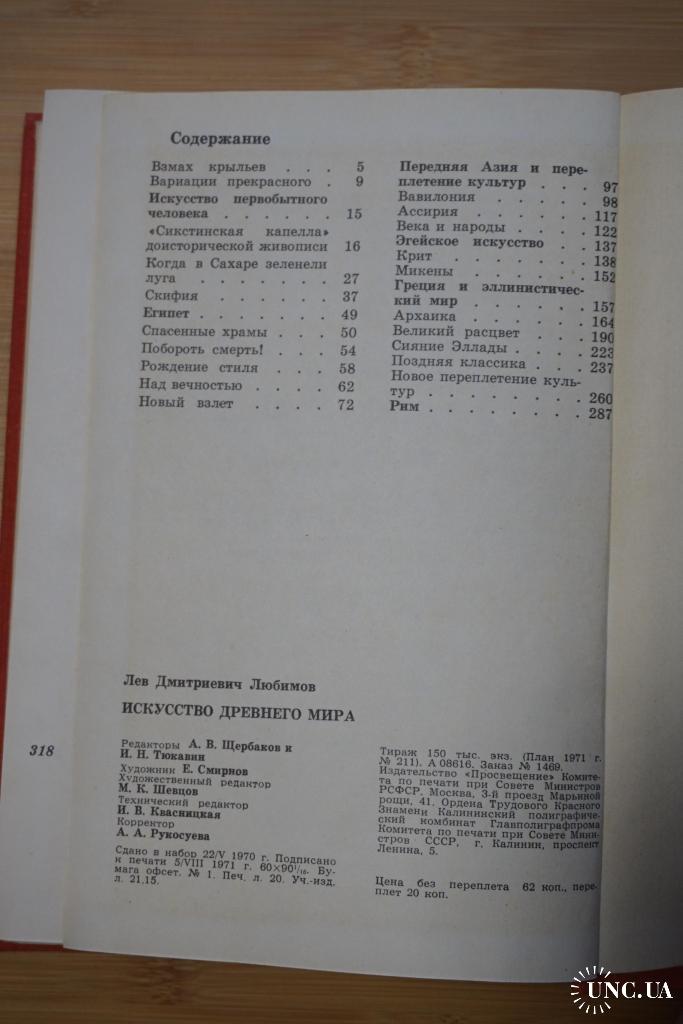 Содержание
Взмах крыльев . . . 5
Вариации прекрасного . 9
Искусство первобытного
человека . . . . . . 15
«Сикстинская капелла»
доисторической живописи 16
Когда в Сахаре зеленели
луга . . . . . . . 27
Скифия . . . . . . 37
Египет . . . . . . . 49
Спасенные храмы . . . 50
Побороть смерть! . . . 54
Рождение стиля . . . 58
Над вечностью . . . . 62
Новый взлет . . . . 72
Передняя Азия и пере-
плетение культур . . . 97
Вавилония . . . . . 98
Ассирия . . . . . . 117
Века и народы . . . . 122
Эгейское искусство . . 137
Крит . . . . . . . 138
Микены . . . . . . 152
Греция и эллинистичес-
кий мир . . . . . . 157
Архаика . . . . . . 164
Великий расцвет . . . 190
Сияние Эллады . . . . 223
Поздняя классика . . . 237
Новое переплетение куль-
тур . . . . . . . . 260
Рим . . . . . . . . 287
Лев Дмитриевич Любимов
ИСКУССТВО ДРЕВНЕГО МИРА
318
Редакторы А. В. Щербаков и
И. Н. Тюкавин
Художник Е. Смирнов
Художественный редактор
М. К. Шевцов
Технический редактор
И. В. Квасницкая
Корректор
А. А. Рукосуева
Сдано в набор 22/V 1970 г. Подписано
к печати 5/VIII 1971 г. 60×90¹/₁₆. Бу-
мага офсет. № 1. Печ. л. 20. Уч.-изд.
л. 21.15.
Тираж 150 тыс. экз. (План 1971 г.
№ 211). А 08616. Заказ № 1469.
Издательство «Просвещение» Комите-
та по печати при Совете Министров
РСФСР. Москва, 3-й проезд Марьиной
рощи, 41. Ордена Трудового Красного
Знамени Калининский полиграфиче-
ский комбинат Главполиграфпрома
Комитета по печати при Совете Мини-
стров СССР, г. Калинин, проспект
Ленина, 5.
Цена без переплета 62 коп., пере-
плет 20 коп.
UNC.UA